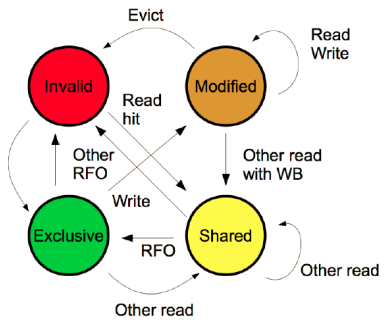 Evict
Invalid
Modified
Read
Write
Read
hit
Other
RFO
Other read
with WB
Write
Exclusive
RFO
Shared
Other read
Other read